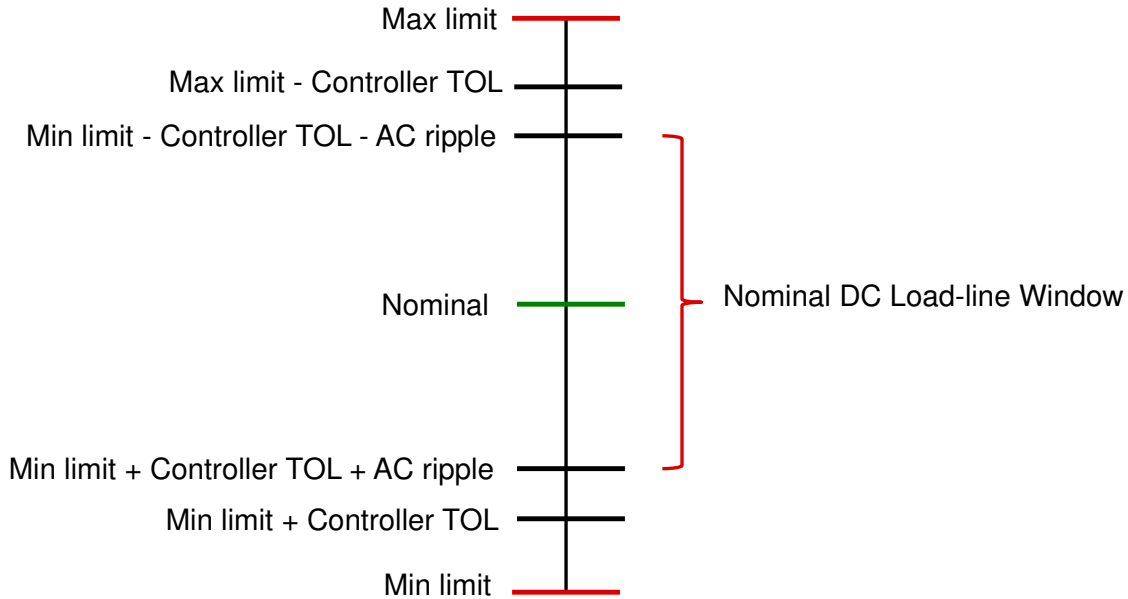 Max limit
Max limit - Controller TOL
Min limit - Controller TOL - AC ripple
Nominal
Nominal DC Load-line Window
Min limit + Controller TOL + AC ripple
Min limit + Controller TOL
Min limit